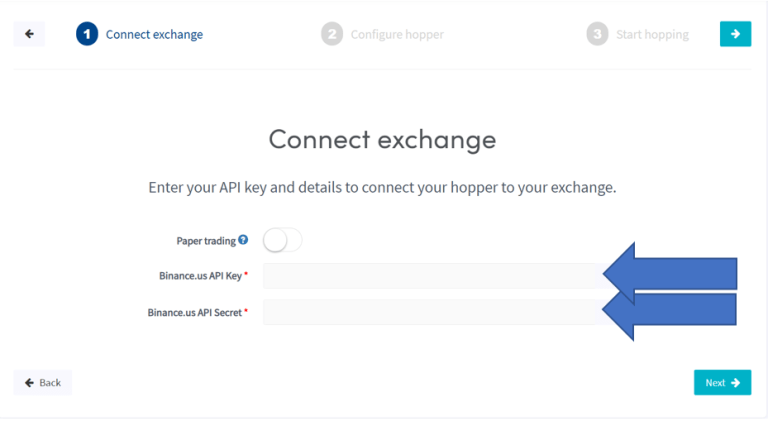 1 Connect exchange
2 Configure hopper
3 Start hopping
Connect exchange
Enter your API key and details to connect your hopper to your exchange.
Paper trading ?
Binance.us API Key *
Binance.us API Secret *
Back
Next